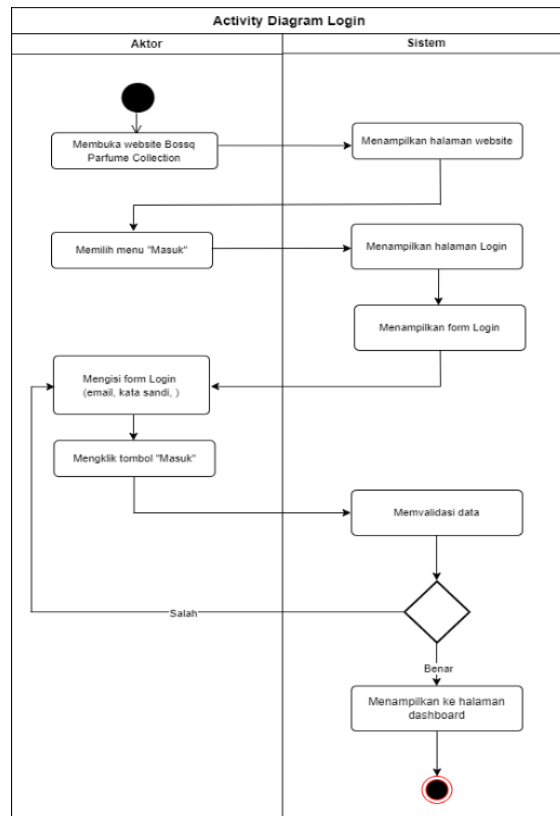 Activity Diagram Login
Aktor
Sistem
Membuka website Bossq
Parfume Collection
Menampilkan halaman website
Memilih menu "Masuk"
Menampilkan halaman Login
Menampilkan form Login
Mengisi form Login
(email, kata sandi, )
Mengklik tombol "Masuk"
Memvalidasi data
Salah
Benar
Menampilkan ke halaman
dashboard